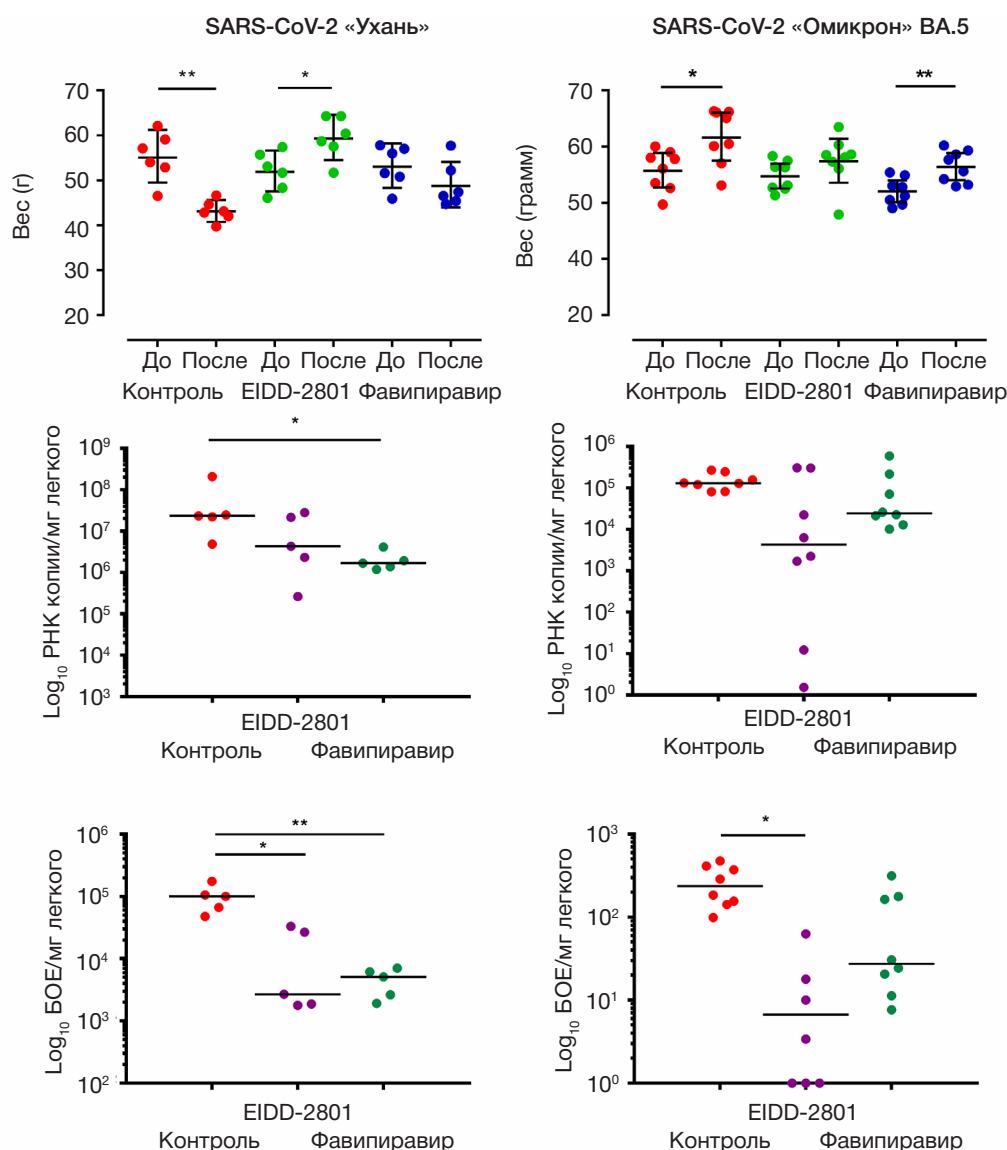 SARS-CoV-2 «Ухань»
**
*
Вес (г)
70
60
50
40
30
20
До После До После До После
Контроль EIDD-2801 Фавипиравир
SARS-CoV-2 «Омикрон» BA.5
*
**
Вес (грамм)
70
60
50
40
30
20
До После До После До После
Контроль EIDD-2801 Фавипиравир
*
Log₁₀ РНК копии/мг легкого
10⁹
10⁸
10⁷
10⁶
10⁵
10⁴
10³
EIDD-2801
Контроль Фавипиравир
Log₁₀ РНК копии/мг легкого
10⁶
10⁵
10⁴
10³
10²
10¹
10⁰
EIDD-2801
Контроль Фавипиравир
**
*
Log₁₀ БОЕ/мг легкого
10⁶
10⁵
10⁴
10³
10²
EIDD-2801
Контроль Фавипиравир
*
Log₁₀ БОЕ/мг легкого
10³
10²
10¹
10⁰
EIDD-2801
Контроль Фавипиравир